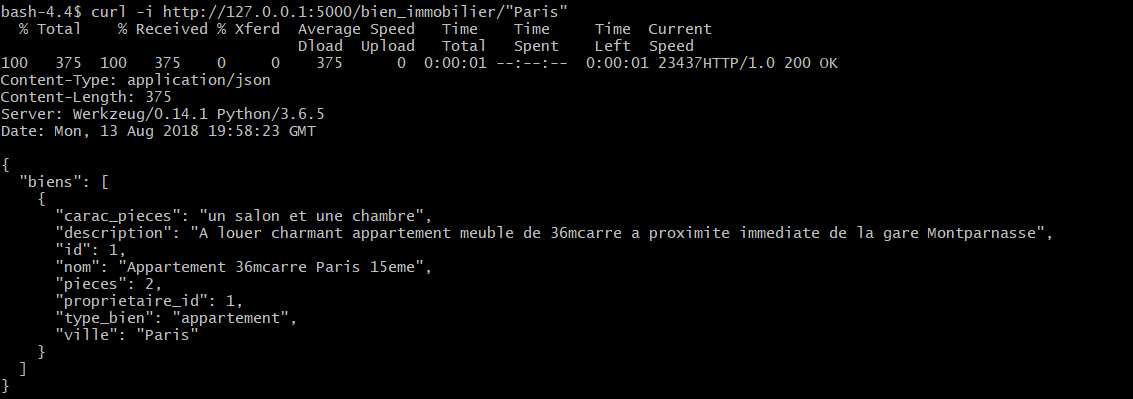 bash-4.4$ curl -i http://127.0.0.1:5000/bien_immobilier/"Paris"
  % Total    % Received % Xferd  Average Speed   Time    Time     Time  Current
                                 Dload  Upload   Total   Spent    Left  Speed
100   375  100   375    0     0    375      0  0:00:01 --:--:--  0:00:01 23437HTTP/1.0 200 OK
Content-Type: application/json
Content-Length: 375
Server: Werkzeug/0.14.1 Python/3.6.5
Date: Mon, 13 Aug 2018 19:58:23 GMT

{
  "biens": [
    {
      "carac_pieces": "un salon et une chambre",
      "description": "A louer charmant appartement meuble de 36mcarre a proximite immediate de la gare Montparnasse",
      "id": 1,
      "nom": "Appartement 36mcarre Paris 15eme",
      "pieces": 2,
      "proprietaire_id": 1,
      "type_bien": "appartement",
      "ville": "Paris"
    }
  ]
}